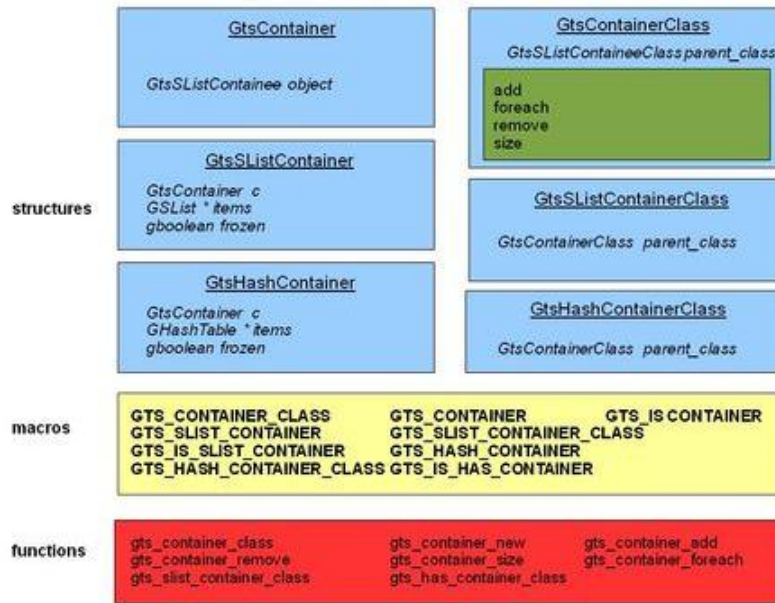 GtsContainer
GtsSListContainee object
GtsContainerClass
GtsSListContaineeClass parent_class
add
foreach
remove
size
structures
GtsSListContainer
GtsContainer c
GSList * items
gboolean frozen
GtsSListContainerClass
GtsContainerClass parent_class
GtsHashContainer
GtsContainer c
GHashTable * items
gboolean frozen
GtsHashContainerClass
GtsContainerClass parent_class
macros
GTS_CONTAINER_CLASS GTS_CONTAINER GTS_IS CONTAINER
GTS_SLIST_CONTAINER GTS_SLIST_CONTAINER_CLASS
GTS_IS_SLIST_CONTAINER GTS_HASH_CONTAINER
GTS_HASH_CONTAINER_CLASS GTS_IS_HAS_CONTAINER
functions
gts_container_class gts_container_new gts_container_add
gts_container_remove gts_container_size gts_container_foreach
gts_slist_container_class gts_has_container_class